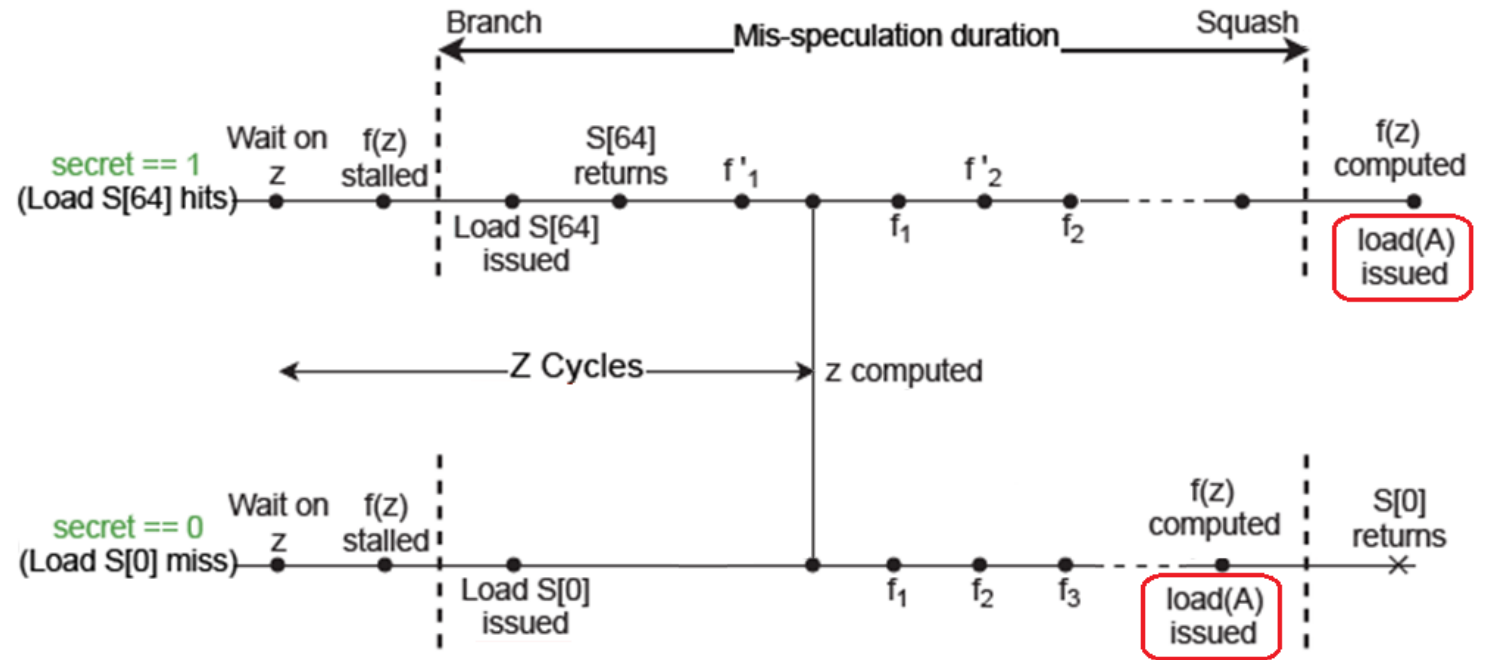 Branch
Mis-speculation duration
Squash
secret == 1
(Load S[64] hits)
Wait on
z
f(z)
stalled
Load S[64]
issued
S[64]
returns
f'1
f1
f'2
f2
f(z)
computed
load(A)
issued
Z Cycles
z computed
secret == 0
(Load S[0] miss)
Wait on
z
f(z)
stalled
Load S[0]
issued
f1
f2
f3
f(z)
computed
load(A)
issued
S[0]
returns